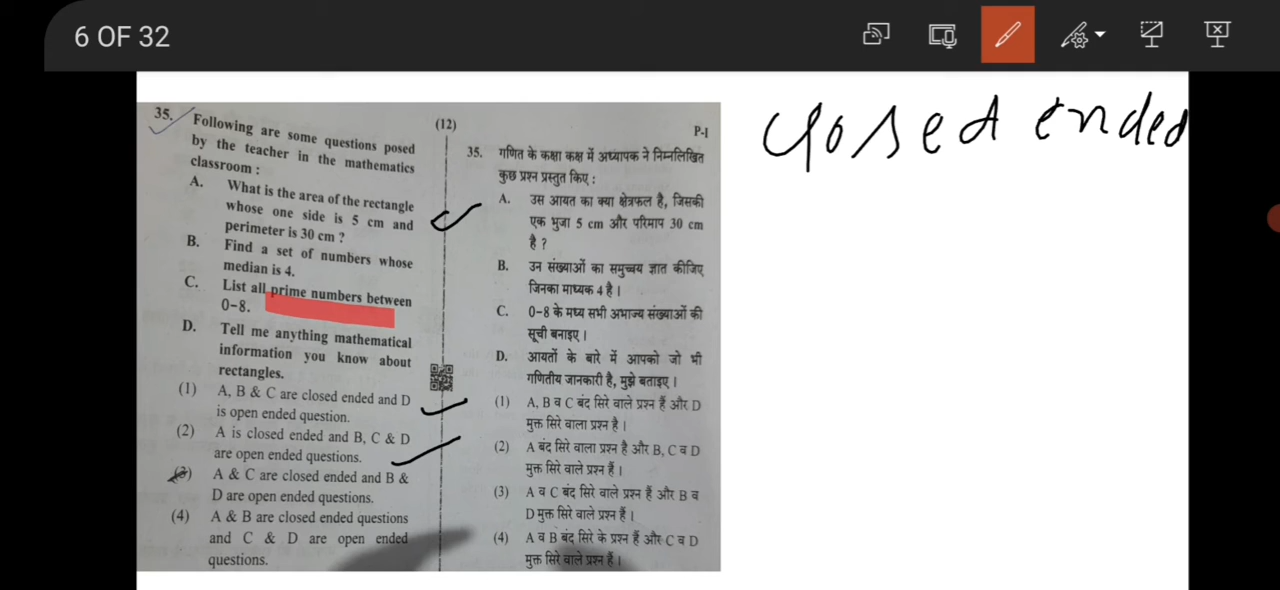 6 OF 32
closed ended
(12)
P-I
35. Following are some questions posed
by the teacher in the mathematics
classroom :
A. What is the area of the rectangle
whose one side is 5 cm and
perimeter is 30 cm ?
B. Find a set of numbers whose
median is 4.
C. List all prime numbers between
0–8.
D. Tell me anything mathematical
information you know about
rectangles.
(1) A, B & C are closed ended and D
is open ended question.
(2) A is closed ended and B, C & D
are open ended questions.
(3) A & C are closed ended and B &
D are open ended questions.
(4) A & B are closed ended questions
and C & D are open ended
questions.
35. गणित के कक्षा कक्ष में अध्यापक ने निम्नलिखित
कुछ प्रश्न प्रस्तुत किए :
A. उस आयत का क्या क्षेत्रफल है, जिसकी
एक भुजा 5 cm और परिमाप 30 cm
है ?
B. उन संख्याओं का समुच्चय ज्ञात कीजिए
जिनका माध्यक 4 है।
C. 0–8 के मध्य सभी अभाज्य संख्याओं की
सूची बनाइए।
D. आयतों के बारे में आपको जो भी
गणितीय जानकारी है, मुझे बताइए।
(1) A, B व C बंद सिरे वाले प्रश्न हैं और D
मुक्त सिरे वाला प्रश्न है।
(2) A बंद सिरे वाला प्रश्न है और B, C व D
मुक्त सिरे वाले प्रश्न हैं।
(3) A व C बंद सिरे वाले प्रश्न हैं और B व
D मुक्त सिरे वाले प्रश्न हैं।
(4) A व B बंद सिरे के प्रश्न हैं और C व D
मुक्त सिरे वाले प्रश्न हैं।